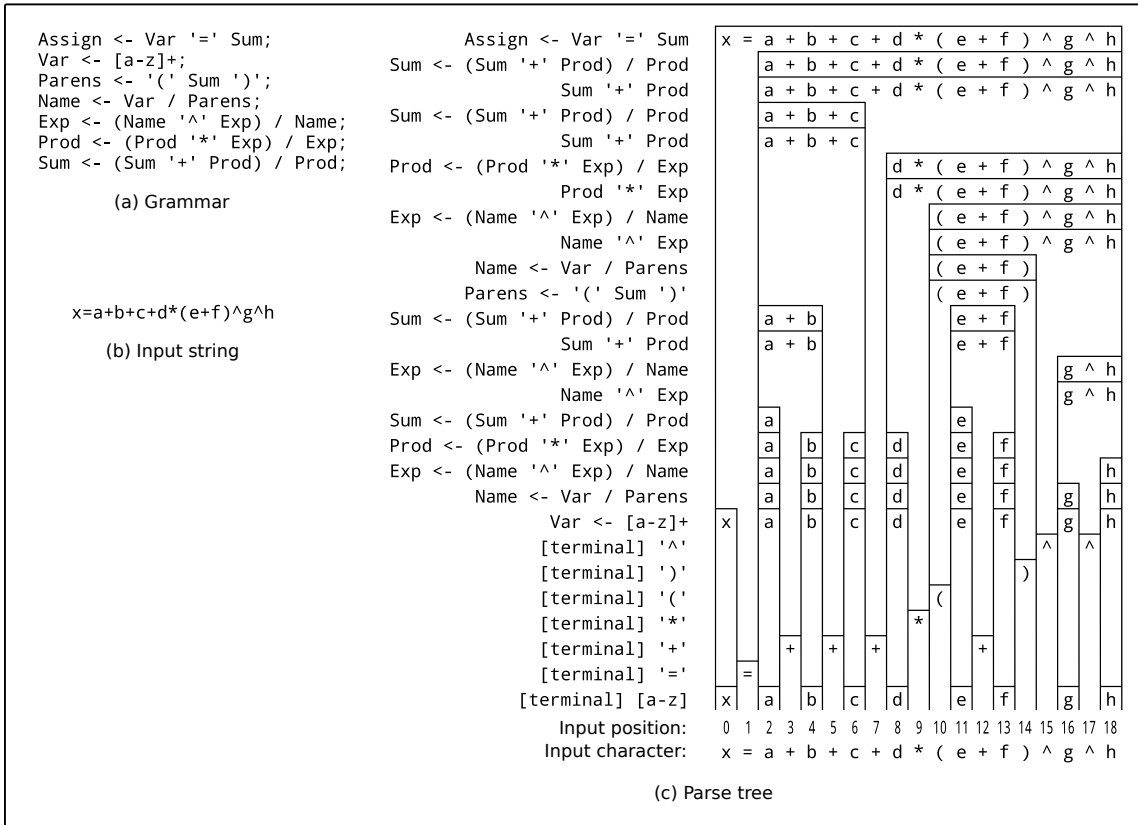 Assign <- Var '=' Sum;
Var <- [a-z]+;
Parens <- '(' Sum ')';
Name <- Var / Parens;
Exp <- (Name '^' Exp) / Name;
Prod <- (Prod '*' Exp) / Exp;
Sum <- (Sum '+' Prod) / Prod;
(a) Grammar
x=a+b+c+d*(e+f)^g^h
(b) Input string
Assign <- Var '=' Sum x = a + b + c + d * ( e + f ) ^ g ^ h
Sum <- (Sum '+' Prod) / Prod a + b + c + d * ( e + f ) ^ g ^ h
Sum '+' Prod a + b + c + d * ( e + f ) ^ g ^ h
Sum <- (Sum '+' Prod) / Prod a + b + c
Sum '+' Prod a + b + c
Prod <- (Prod '*' Exp) / Exp d * ( e + f ) ^ g ^ h
Prod '*' Exp d * ( e + f ) ^ g ^ h
Exp <- (Name '^' Exp) / Name ( e + f ) ^ g ^ h
Name '^' Exp ( e + f ) ^ g ^ h
Name <- Var / Parens ( e + f )
Parens <- '(' Sum ')' ( e + f )
Sum <- (Sum '+' Prod) / Prod a + b e + f
Sum '+' Prod a + b e + f
Exp <- (Name '^' Exp) / Name g ^ h
Name '^' Exp g ^ h
Sum <- (Sum '+' Prod) / Prod a e
Prod <- (Prod '*' Exp) / Exp a b c d e f
Exp <- (Name '^' Exp) / Name a b c d e f h
Name <- Var / Parens a b c d e f g h
Var <- [a-z]+ x a b c d e f g h
[terminal] '^' ^ ^
[terminal] ')' )
[terminal] '(' (
[terminal] '*' *
[terminal] '+' + + + +
[terminal] '=' =
[terminal] [a-z] x a b c d e f g h
Input position: 0 1 2 3 4 5 6 7 8 9 10 11 12 13 14 15 16 17 18
Input character: x = a + b + c + d * ( e + f ) ^ g ^ h
(c) Parse tree